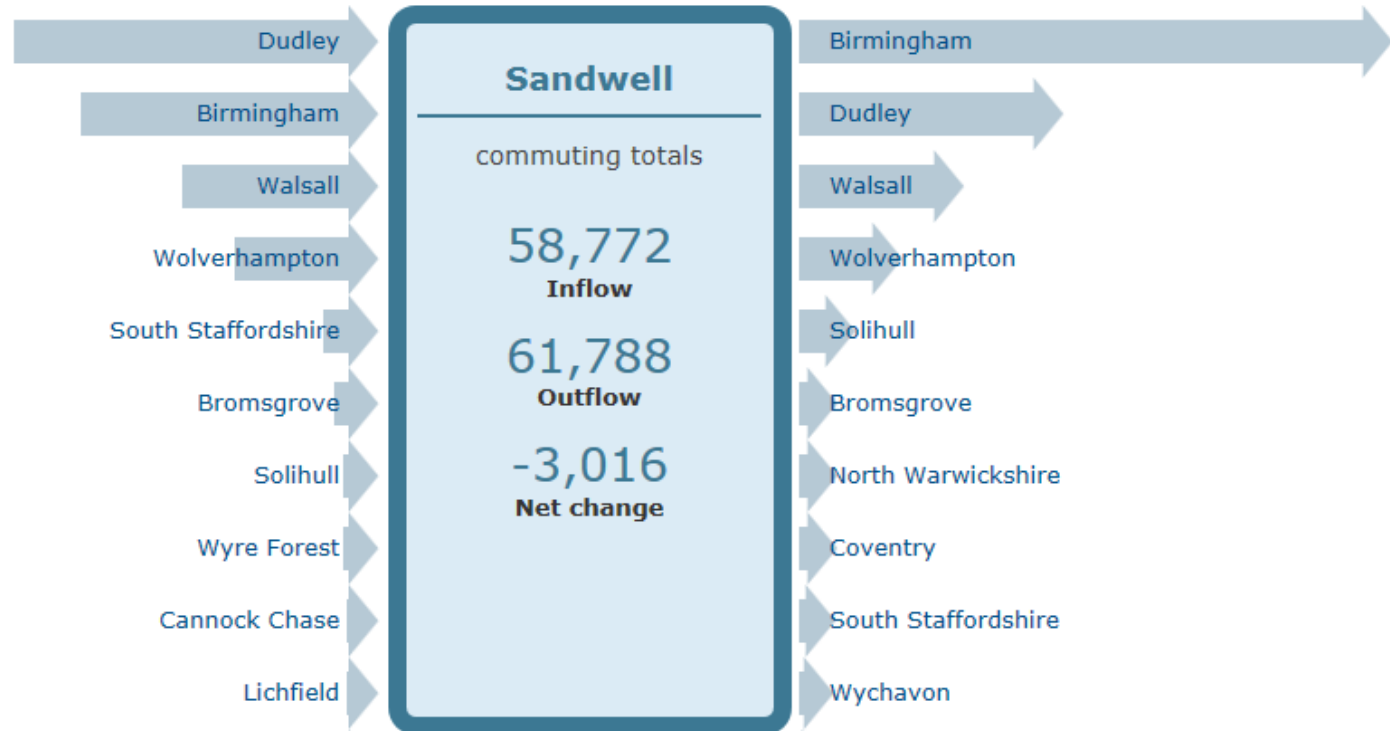 Dudley
Birmingham
Walsall
Wolverhampton
South Staffordshire
Bromsgrove
Solihull
Wyre Forest
Cannock Chase
Lichfield
Sandwell
commuting totals
58,772
Inflow
61,788
Outflow
-3,016
Net change
Birmingham
Dudley
Walsall
Wolverhampton
Solihull
Bromsgrove
North Warwickshire
Coventry
South Staffordshire
Wychavon